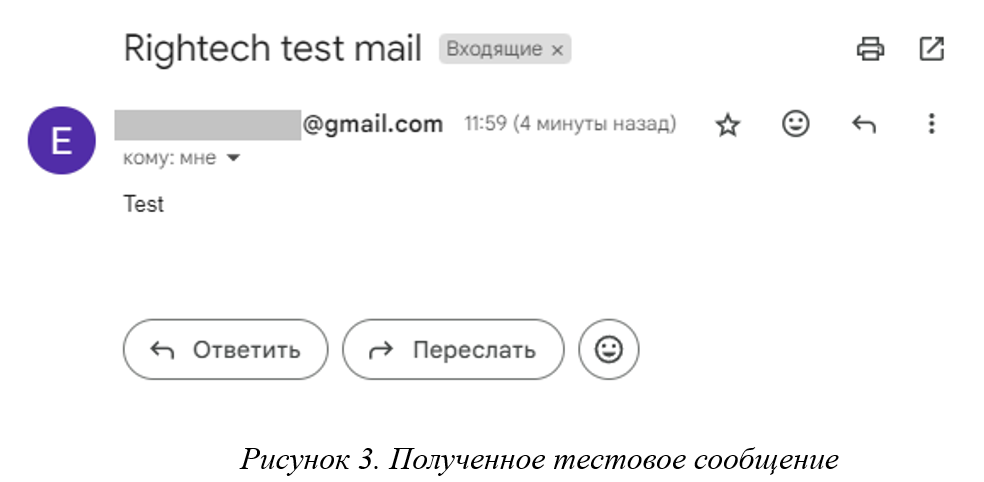 Rightech test mail Входящие ×
E
@gmail.com 11:59 (4 минуты назад)
кому: мне
Test
Ответить Переслать
Рисунок 3. Полученное тестовое сообщение